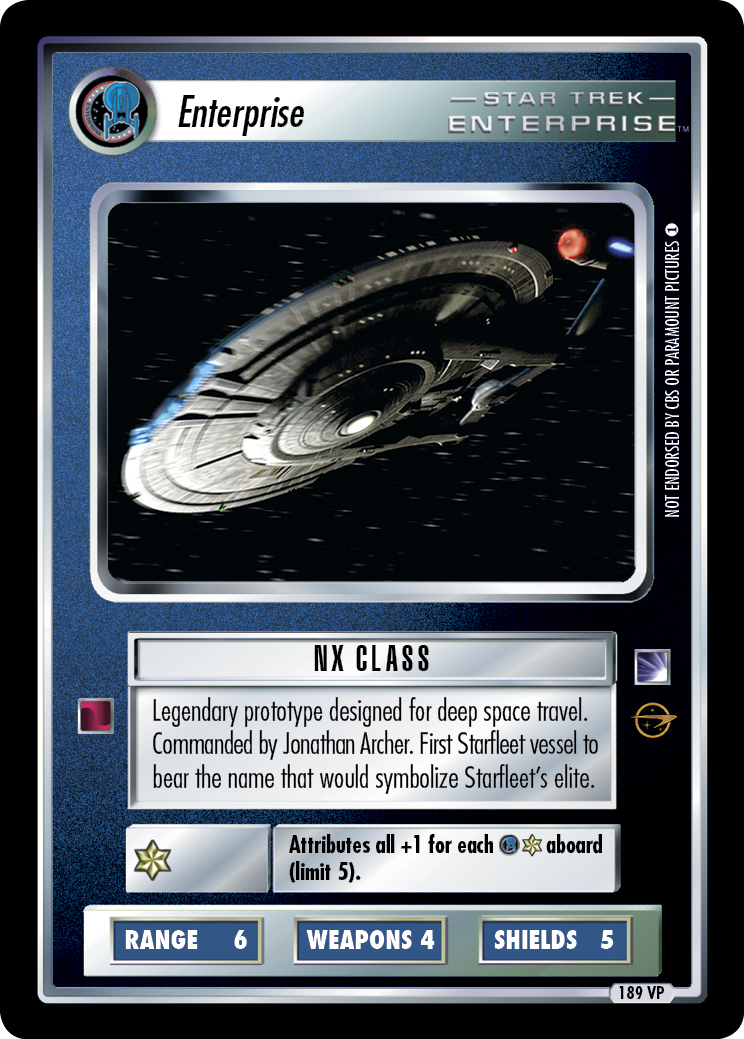 Enterprise
— STAR TREK —
ENTERPRISE™
NOT ENDORSED BY CBS OR PARAMOUNT PICTURES 1
NX CLASS
Legendary prototype designed for deep space travel.
Commanded by Jonathan Archer. First Starfleet vessel to
bear the name that would symbolize Starfleet's elite.
Attributes all +1 for each aboard
(limit 5).
RANGE 6
WEAPONS 4
SHIELDS 5
189 VP